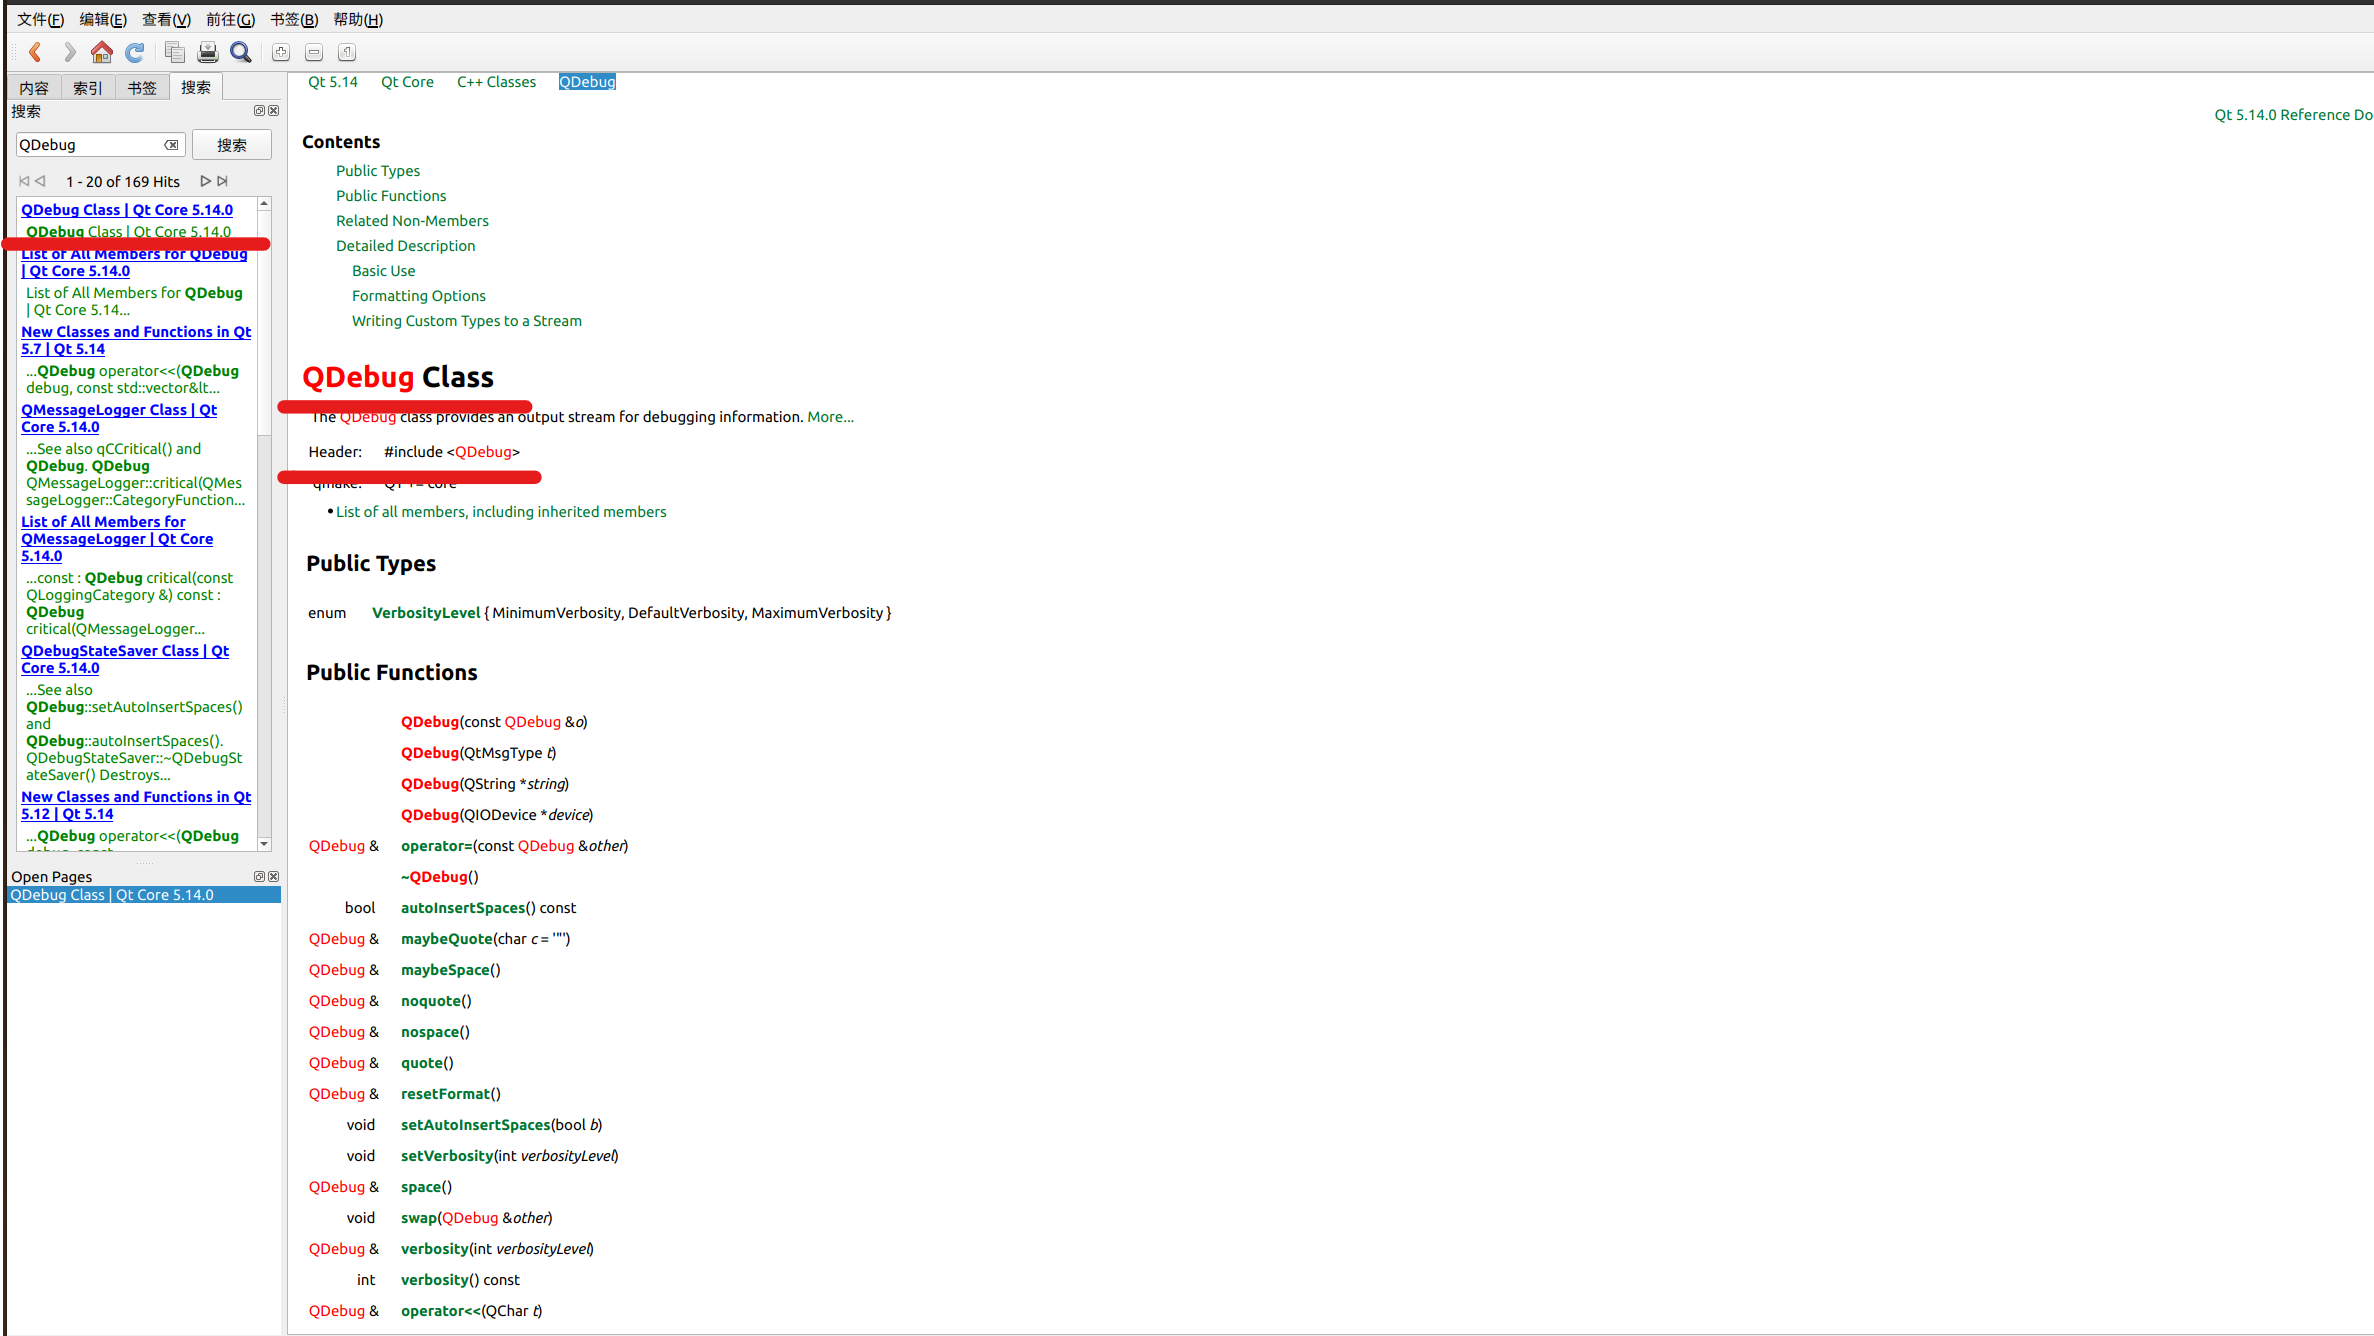 文件(F) 编辑(E) 查看(V) 前往(G) 书签(B) 帮助(H)
内容 索引 书签 搜索
搜索
QDebug 搜索
1 - 20 of 169 Hits
QDebug Class | Qt Core 5.14.0
QDebug Class | Qt Core 5.14.0
List of All Members for QDebug
| Qt Core 5.14.0
List of All Members for QDebug
| Qt Core 5.14...
New Classes and Functions in Qt
5.7 | Qt 5.14
...QDebug operator<<(QDebug
debug, const std::vector&lt...
QMessageLogger Class | Qt
Core 5.14.0
...See also qCCritical() and
QDebug. QDebug
QMessageLogger::critical(QMes
sageLogger::CategoryFunction...
List of All Members for
QMessageLogger | Qt Core
5.14.0
...const : QDebug critical(const
QLoggingCategory &) const :
QDebug
critical(QMessageLogger...
QDebugStateSaver Class | Qt
Core 5.14.0
...See also
QDebug::setAutoInsertSpaces()
and
QDebug::autoInsertSpaces().
QDebugStateSaver::~QDebugSt
ateSaver() Destroys...
New Classes and Functions in Qt
5.12 | Qt 5.14
...QDebug operator<<(QDebug
Open Pages
QDebug Class | Qt Core 5.14.0
Qt 5.14 Qt Core C++ Classes QDebug
Qt 5.14.0 Reference Do
Contents
Public Types
Public Functions
Related Non-Members
Detailed Description
Basic Use
Formatting Options
Writing Custom Types to a Stream
QDebug Class
The QDebug class provides an output stream for debugging information. More...
Header: #include <QDebug>
qmake: QT += core
• List of all members, including inherited members
Public Types
enum VerbosityLevel { MinimumVerbosity, DefaultVerbosity, MaximumVerbosity }
Public Functions
QDebug(const QDebug &o)
QDebug(QtMsgType t)
QDebug(QString *string)
QDebug(QIODevice *device)
QDebug & operator=(const QDebug &other)
~QDebug()
bool autoInsertSpaces() const
QDebug & maybeQuote(char c = '"')
QDebug & maybeSpace()
QDebug & noquote()
QDebug & nospace()
QDebug & quote()
QDebug & resetFormat()
void setAutoInsertSpaces(bool b)
void setVerbosity(int verbosityLevel)
QDebug & space()
void swap(QDebug &other)
QDebug & verbosity(int verbosityLevel)
int verbosity() const
QDebug & operator<<(QChar t)